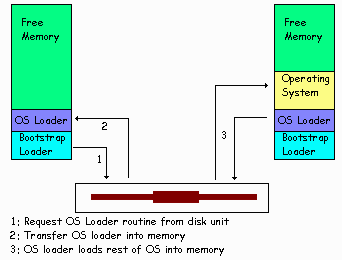 Free
Memory
OS Loader
Bootstrap
Loader
2
1
Free
Memory
Operating
System
OS Loader
Bootstrap
Loader
3
1: Request OS Loader routine from disk unit
2: Transfer OS loader into memory
3: OS loader loads rest of OS into memory